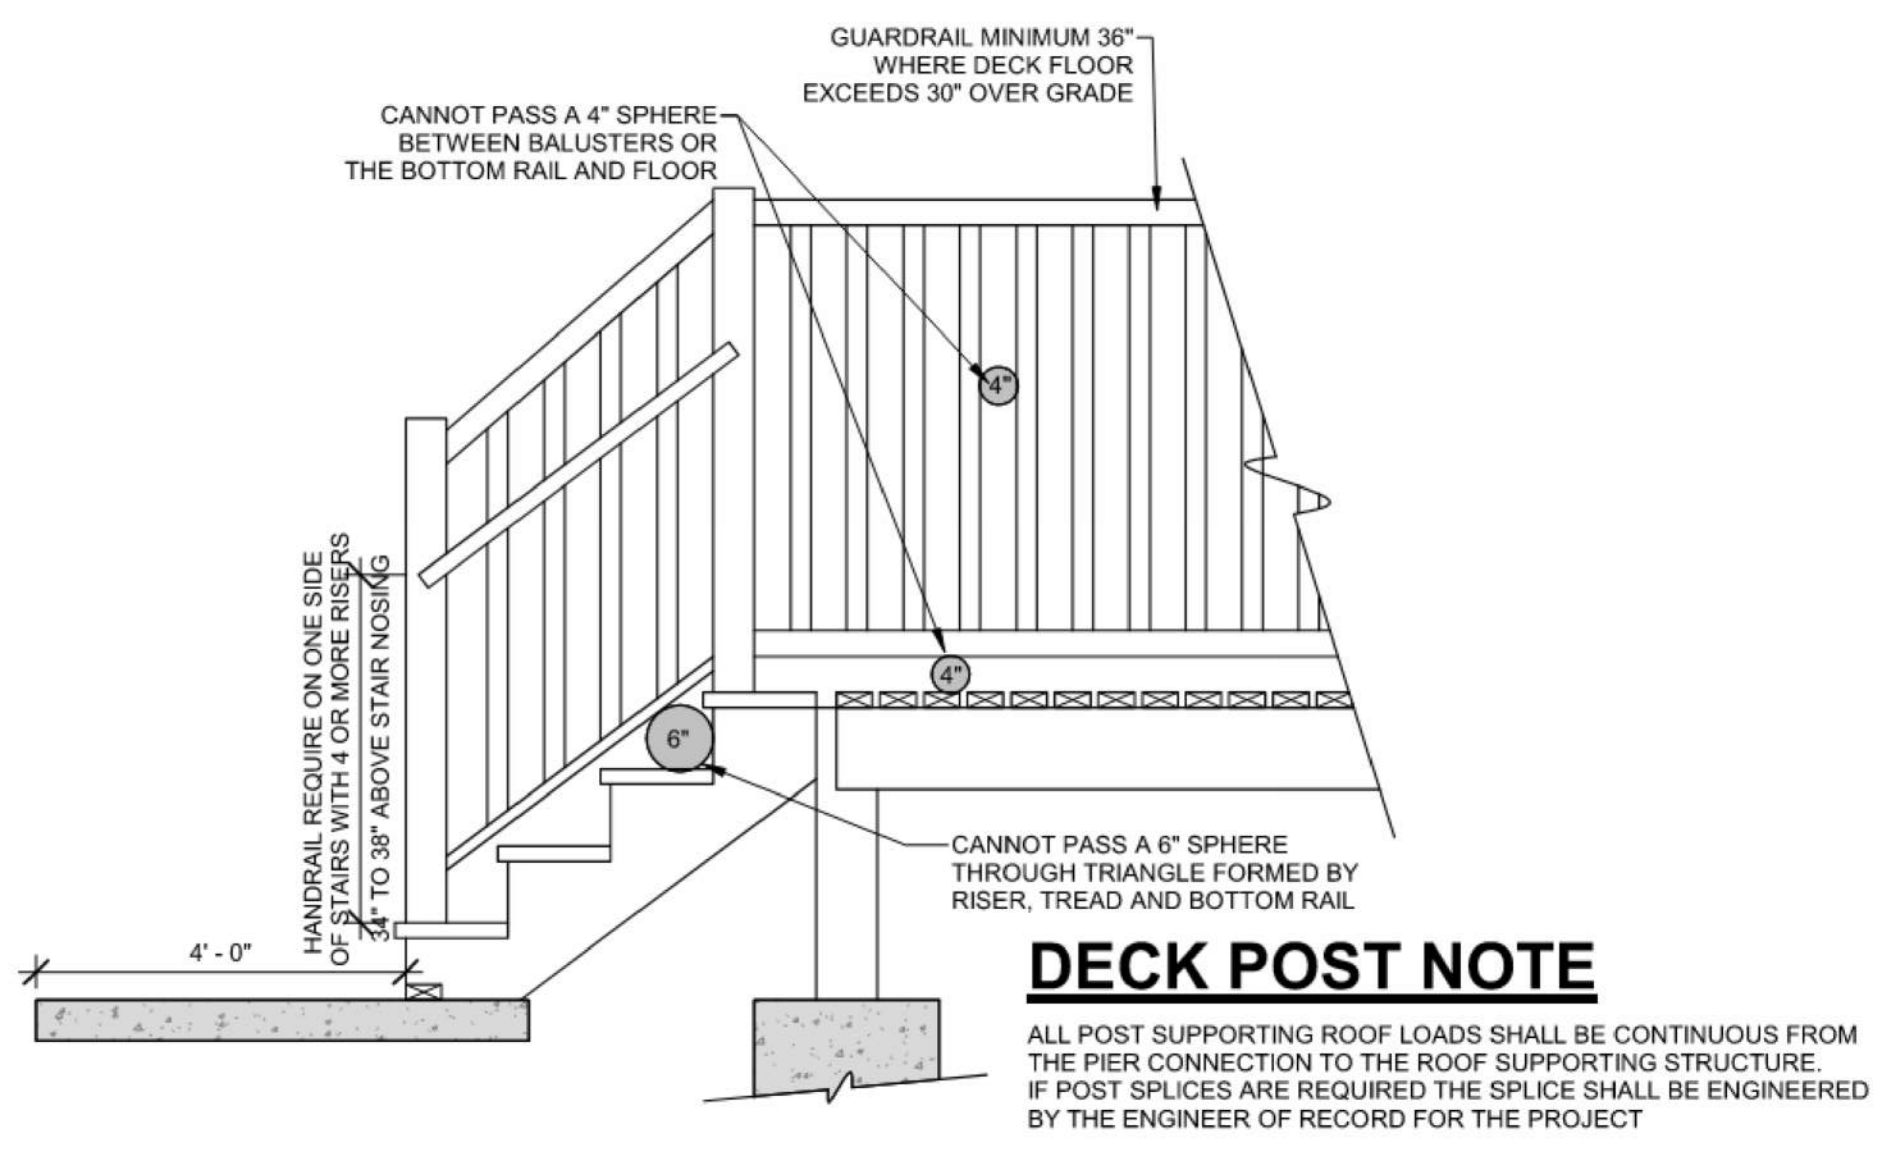 GUARDRAIL MINIMUM 36"
WHERE DECK FLOOR
EXCEEDS 30" OVER GRADE
CANNOT PASS A 4" SPHERE
BETWEEN BALUSTERS OR
THE BOTTOM RAIL AND FLOOR
4"
4"
6"
HANDRAIL REQUIRE ON ONE SIDE
OF STAIRS WITH 4 OR MORE RISERS
34" TO 38" ABOVE STAIR NOSING
CANNOT PASS A 6" SPHERE
THROUGH TRIANGLE FORMED BY
RISER, TREAD AND BOTTOM RAIL
4' - 0"
DECK POST NOTE
ALL POST SUPPORTING ROOF LOADS SHALL BE CONTINUOUS FROM
THE PIER CONNECTION TO THE ROOF SUPPORTING STRUCTURE.
IF POST SPLICES ARE REQUIRED THE SPLICE SHALL BE ENGINEERED
BY THE ENGINEER OF RECORD FOR THE PROJECT